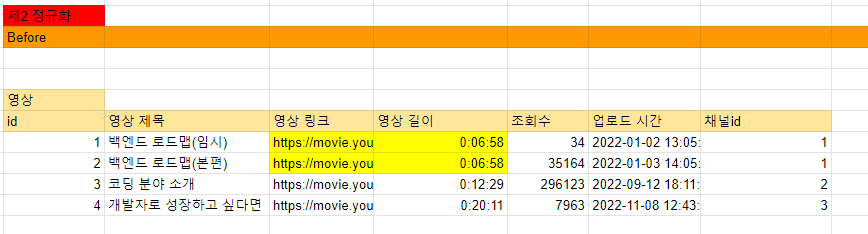 제2 정규화
Before
영상
id 영상 제목 영상 링크 영상 길이 조회수 업로드 시간 채널id
1 백엔드 로드맵(임시) https://movie.you 0:06:58 34 2022-01-02 13:05: 1
2 백엔드 로드맵(본편) https://movie.you 0:06:58 35164 2022-01-03 14:05: 1
3 코딩 분야 소개 https://movie.you 0:12:29 296123 2022-09-12 18:11: 2
4 개발자로 성장하고 싶다면 https://movie.you 0:20:11 7963 2022-11-08 12:43: 3